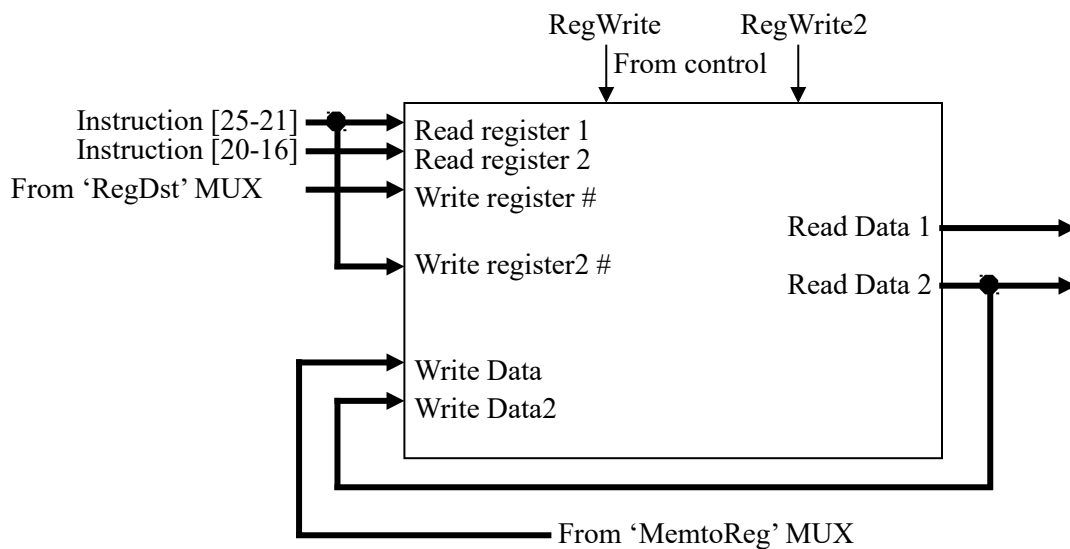 RegWrite RegWrite2
From control
Instruction [25-21]
Instruction [20-16]
From ‘RegDst’ MUX
Read register 1
Read register 2
Write register #
Write register2 #
Read Data 1
Read Data 2
Write Data
Write Data2
From ‘MemtoReg’ MUX